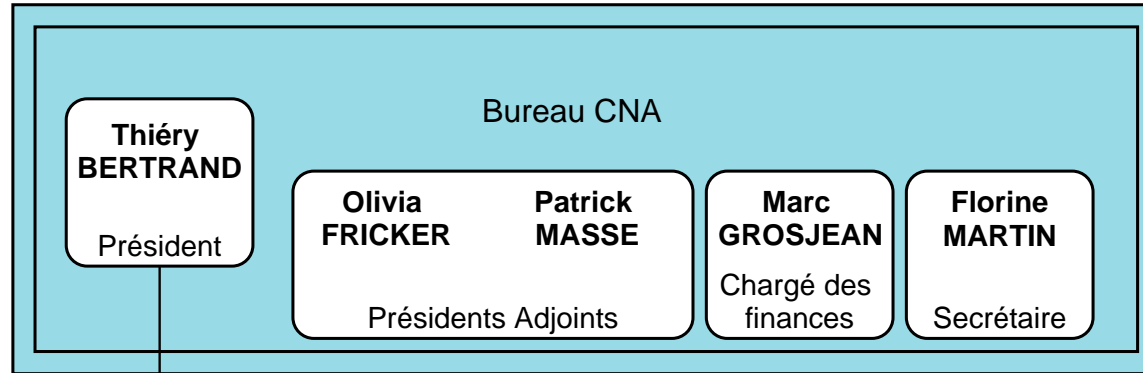 Bureau CNA
Thiéry
BERTRAND
Président
Olivia
FRICKER
Patrick
MASSE
Présidents Adjoints
Marc
GROSJEAN
Chargé des
finances
Florine
MARTIN
Secrétaire